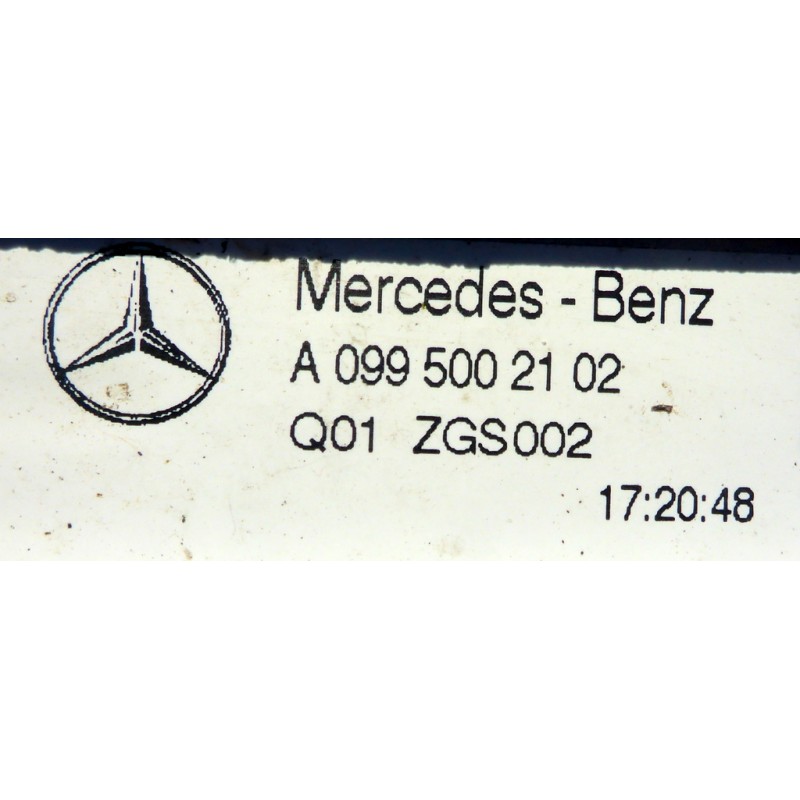 Mercedes - Benz
A 099 500 21 02
Q01 ZGS002
17:20:48